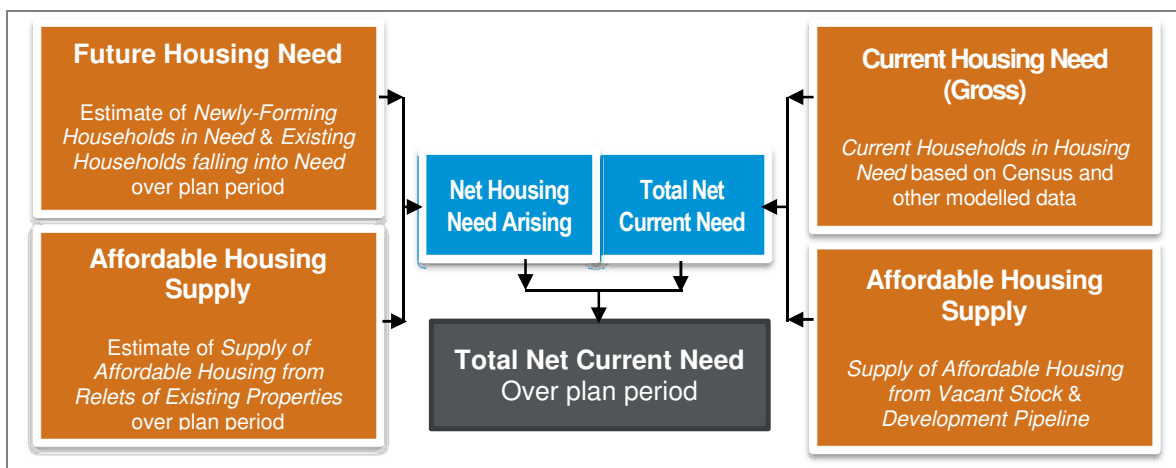 Future Housing Need
Estimate of Newly-Forming
Households in Need & Existing
Households falling into Need
over plan period
Affordable Housing
Supply
Estimate of Supply of
Affordable Housing from
Relets of Existing Properties
over plan period
Net Housing
Need Arising
Total Net
Current Need
Total Net Current Need
Over plan period
Current Housing Need
(Gross)
Current Households in Housing
Need based on Census and
other modelled data
Affordable Housing
Supply
Supply of Affordable Housing
from Vacant Stock &
Development Pipeline